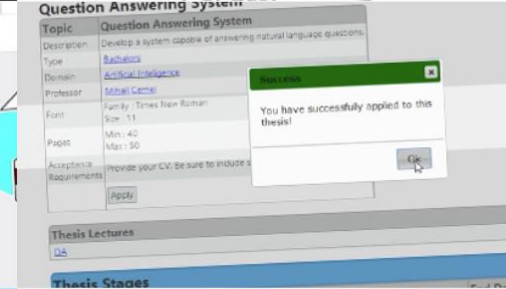 Question Answering System
Topic Question Answering System
Description Develop a system capable of answering natural language questions.
Type Bachelors
Domain Artificial Inteligence
Professor Mihail Cernei
Font Family : Times New Roman
Size : 11
Pages Min : 40
Max : 50
Acceptance
Requirements Provide your CV. Be sure to include s
Apply
Success
You have successfully applied to this
thesis!
Ok
Thesis Lectures
QA
Thesis Stages